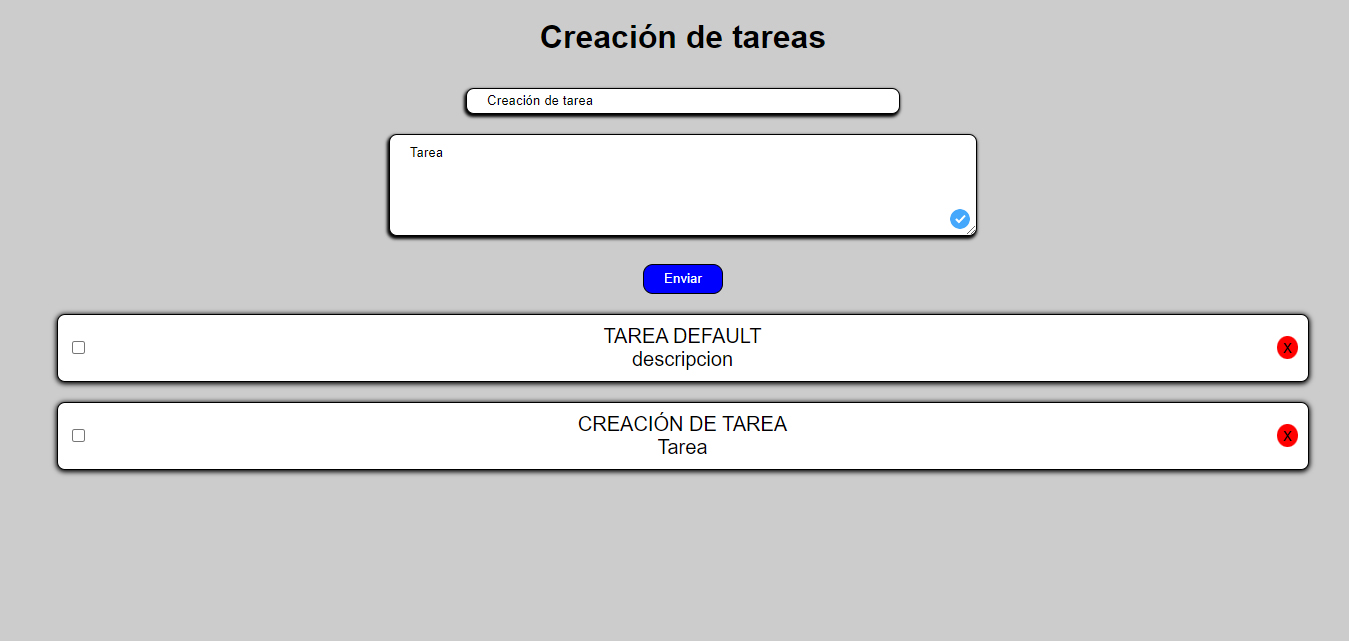 Creación de tareas
Creación de tarea
Tarea
Enviar
TAREA DEFAULT
descripcion
X
CREACIÓN DE TAREA
Tarea
X